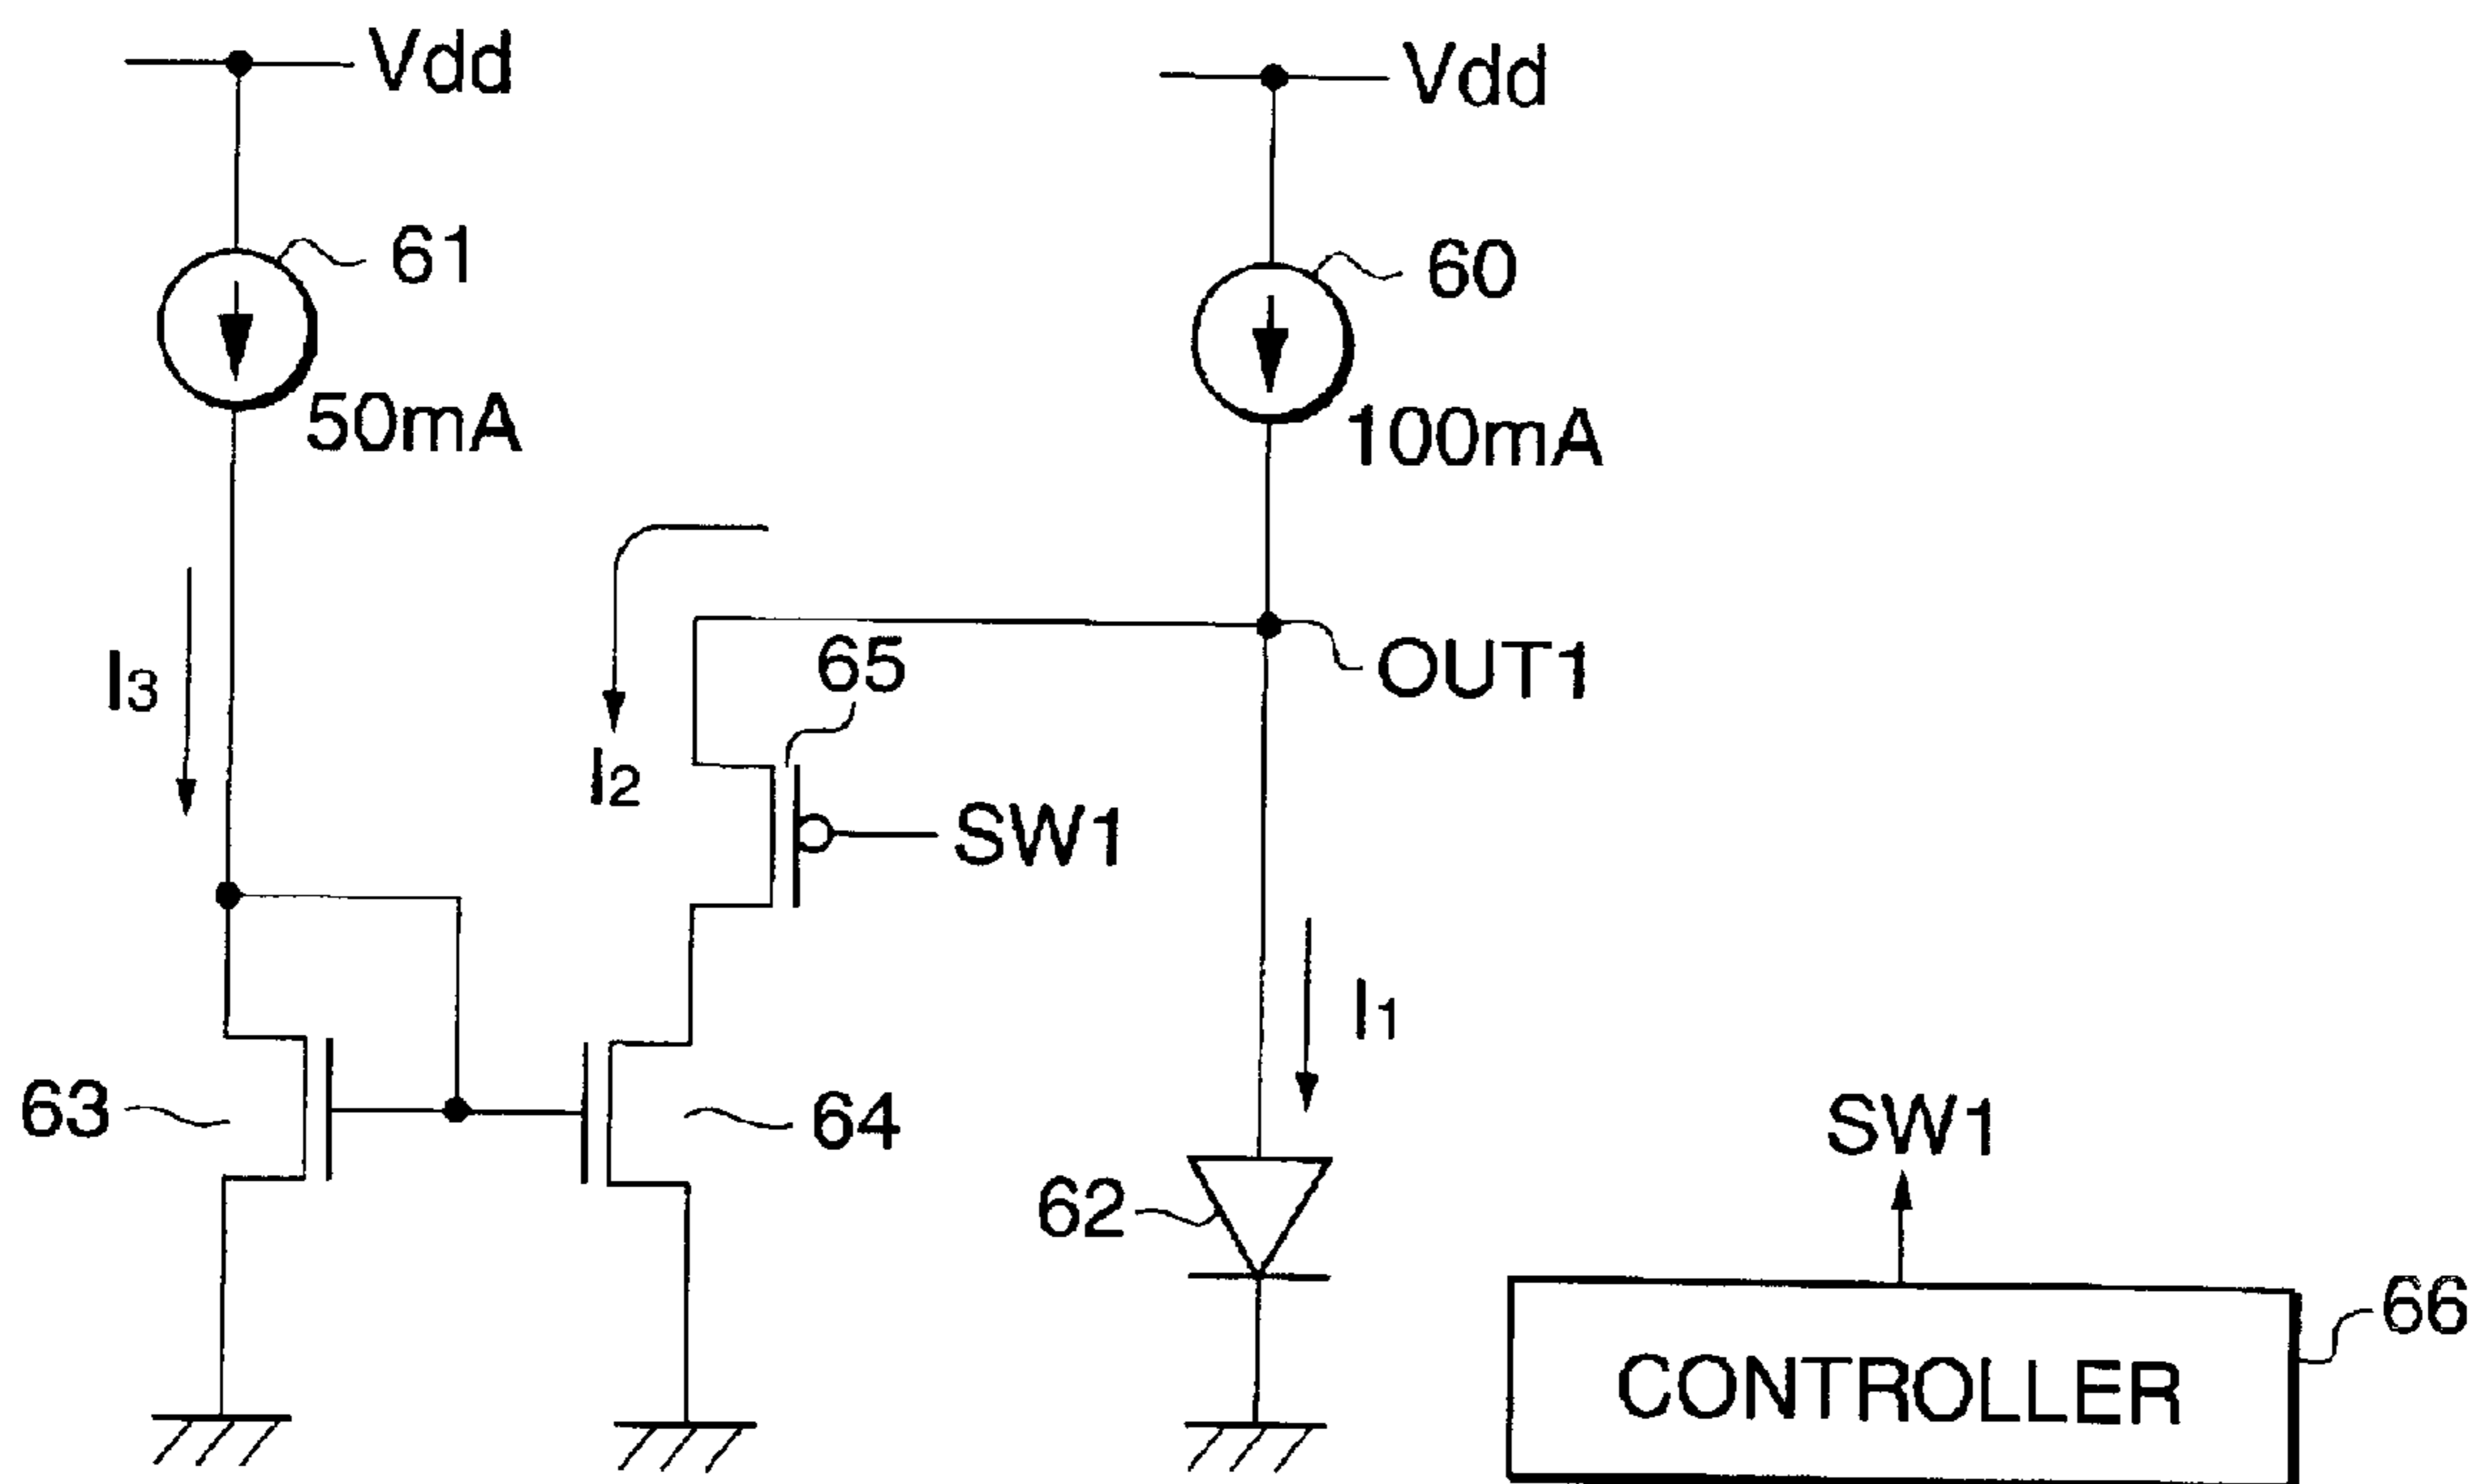 Vdd
Vdd
61
60
50mA
100mA
65
OUT1
I3
I2
SW1
I1
63
64
SW1
62
66
CONTROLLER